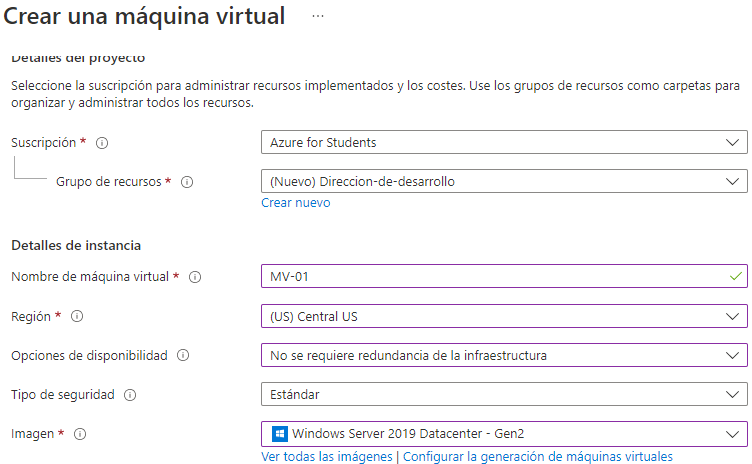 Crear una máquina virtual ...
Detalles del proyecto
Seleccione la suscripción para administrar recursos implementados y los costes. Use los grupos de recursos como carpetas para
organizar y administrar todos los recursos.
Suscripción * Azure for Students
Grupo de recursos * (Nuevo) Direccion-de-desarrollo
Crear nuevo
Detalles de instancia
Nombre de máquina virtual * MV-01
Región * (US) Central US
Opciones de disponibilidad No se requiere redundancia de la infraestructura
Tipo de seguridad Estándar
Imagen * Windows Server 2019 Datacenter - Gen2
Ver todas las imágenes | Configurar la generación de máquinas virtuales